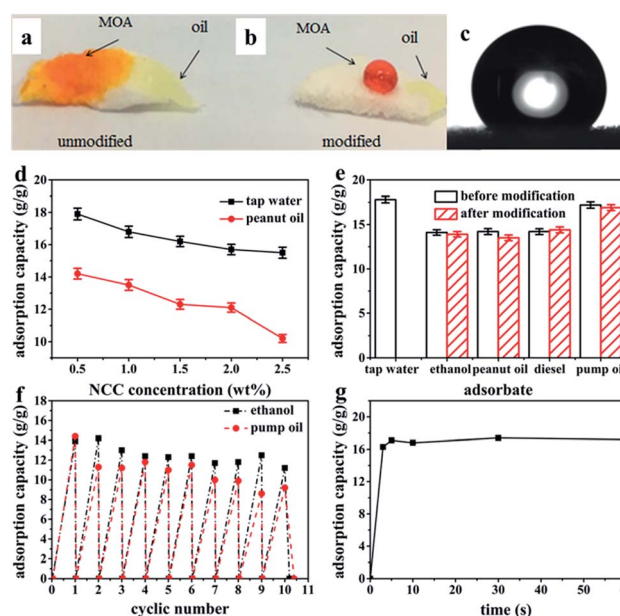 a
MOA
oil
unmodified
b
MOA
oil
modified
c
d
adsorption capacity (g/g)
20
18
16
14
12
10
tap water
peanut oil
0.5 1.0 1.5 2.0 2.5
NCC concentration (wt%)
e
adsorption capacity (g/g)
20
15
10
5
0
before modification
after modification
tap water ethanol peanut oil diesel pump oil
adsorbate
f
adsorption capacity (g/g)
18
16
14
12
10
8
6
4
2
0
ethanol
pump oil
0 1 2 3 4 5 6 7 8 9 10 11
cyclic number
g
adsorption capacity (g/g)
20
16
12
8
4
0
0 10 20 30 40 50 60
time (s)